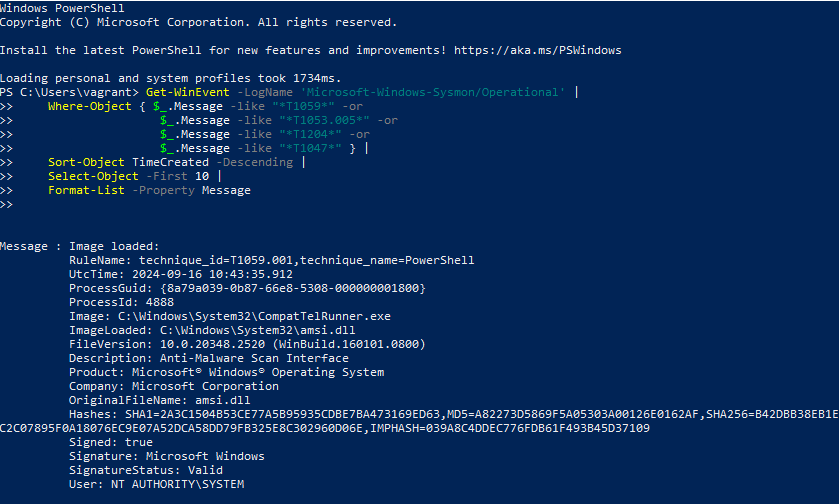 Windows PowerShell
Copyright (C) Microsoft Corporation. All rights reserved.
Install the latest PowerShell for new features and improvements! https://aka.ms/PSWindows
Loading personal and system profiles took 1734ms.
PS C:\Users\vagrant> Get-WinEvent -LogName 'Microsoft-Windows-Sysmon/Operational' |
>>     Where-Object { $_.Message -like "*T1059*" -or
>>                    $_.Message -like "*T1053.005*" -or
>>                    $_.Message -like "*T1204*" -or
>>                    $_.Message -like "*T1047*" } |
>>     Sort-Object TimeCreated -Descending |
>>     Select-Object -First 10 |
>>     Format-List -Property Message
>>
Message : Image loaded:
          RuleName: technique_id=T1059.001,technique_name=PowerShell
          UtcTime: 2024-09-16 10:43:35.912
          ProcessGuid: {8a79a039-0b87-66e8-5308-000000001800}
          ProcessId: 4888
          Image: C:\Windows\System32\CompatTelRunner.exe
          ImageLoaded: C:\Windows\System32\amsi.dll
          FileVersion: 10.0.20348.2520 (WinBuild.160101.0800)
          Description: Anti-Malware Scan Interface
          Product: Microsoft® Windows® Operating System
          Company: Microsoft Corporation
          OriginalFileName: amsi.dll
          Hashes: SHA1=2A3C1504B53CE77A5B95935CDBE7BA473169ED63,MD5=A82273D5869F5A05303A00126E0162AF,SHA256=B42DBB38EB1E
C2C07895F0A18076EC9E07A52DCA58DD79FB325E8C302960D06E,IMPHASH=039A8C4DDEC776FDB61F493B45D37109
          Signed: true
          Signature: Microsoft Windows
          SignatureStatus: Valid
          User: NT AUTHORITY\SYSTEM